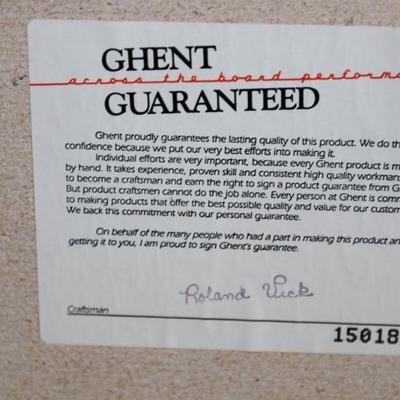 GHENT
across the board performa
GUARANTEED
Ghent proudly guarantees the lasting quality of this product. We do th
confidence because we put our very best efforts into making it.
Individual efforts are very important, because every Ghent product is m
by hand. It takes experience, proven skill and consistent high quality workmans
to become a craftsman and earn the right to sign a product guarantee from G
But product craftsmen cannot do the job alone. Every person at Ghent is comm
to making products that offer the best possible quality and value for our custom
We back this commitment with our personal guarantee.
On behalf of the many people who had a part in making this product an
getting it to you, I am proud to sign Ghent's guarantee.
Roland Vick
Craftsman
15018